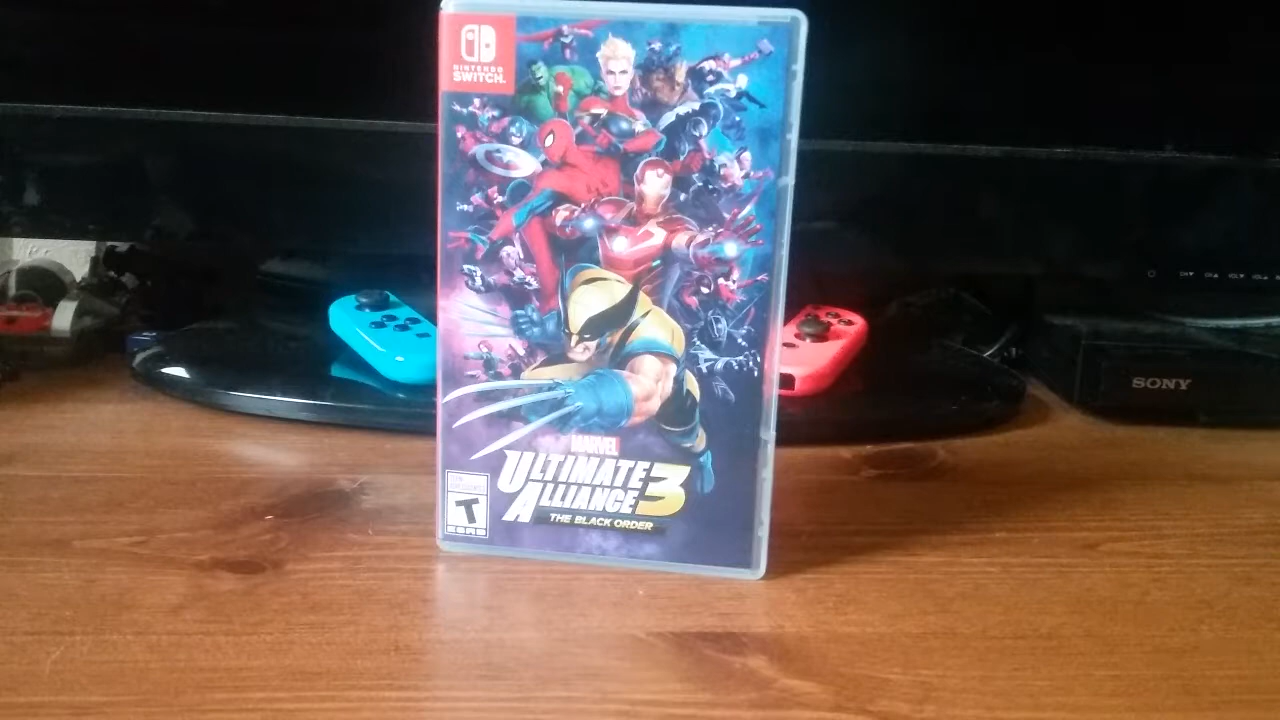 NINTENDO
SWITCH
MARVEL
ULTIMATE
ALLIANCE 3
THE BLACK ORDER
T
ESRB
SONY